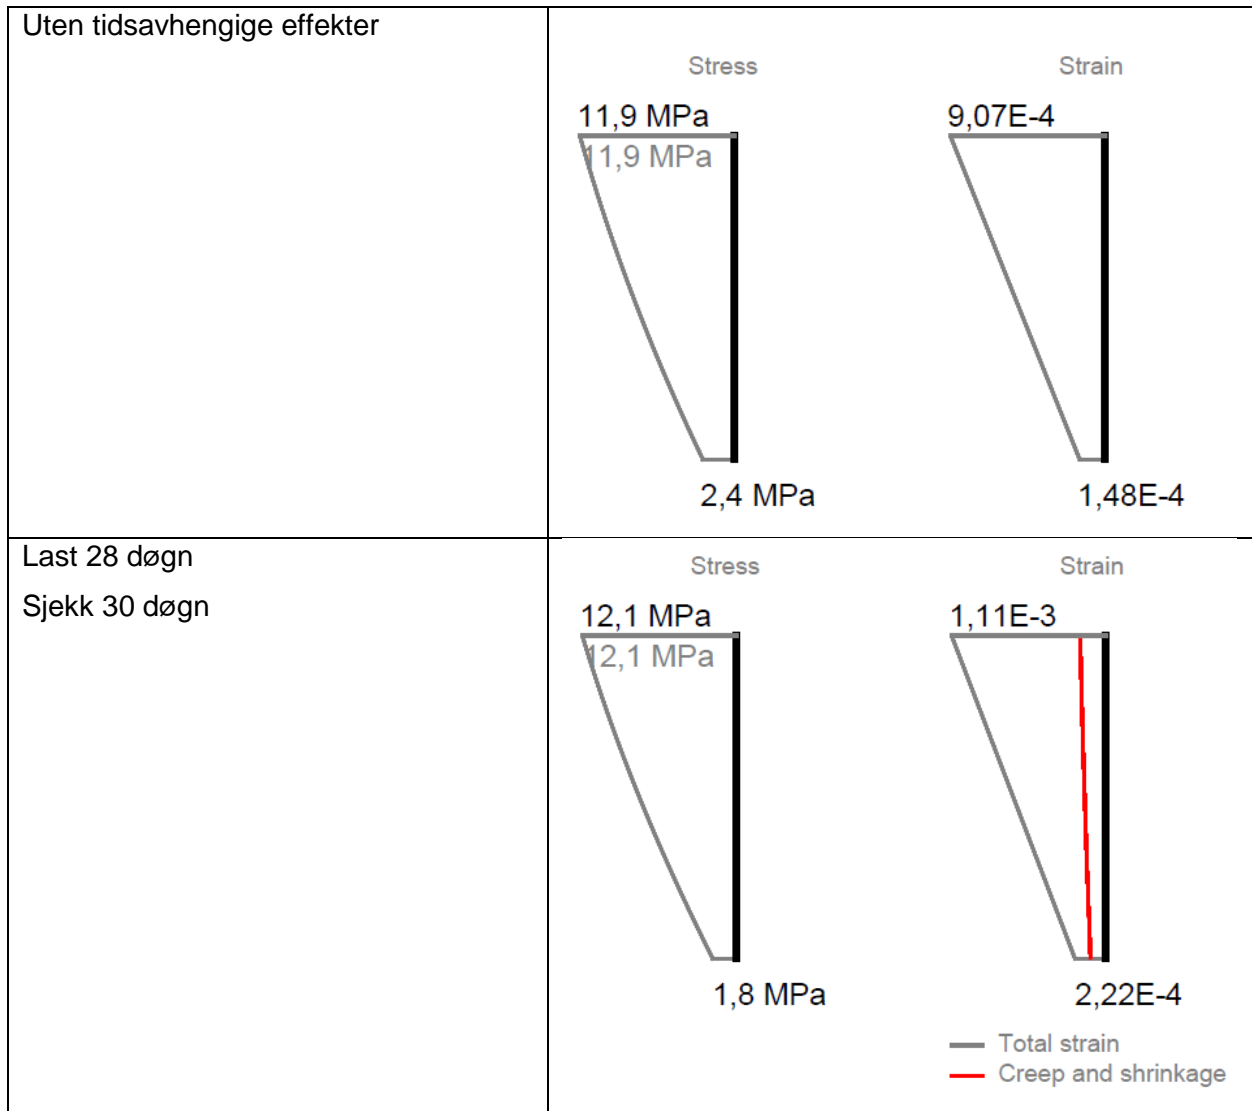 Uten tidsavhengige effekter
Stress
Strain
11,9 MPa
9,07E-4
11,9 MPa
2,4 MPa
1,48E-4
Last 28 døgn
Sjekk 30 døgn
Stress
Strain
12,1 MPa
1,11E-3
12,1 MPa
1,8 MPa
2,22E-4
Total strain
Creep and shrinkage